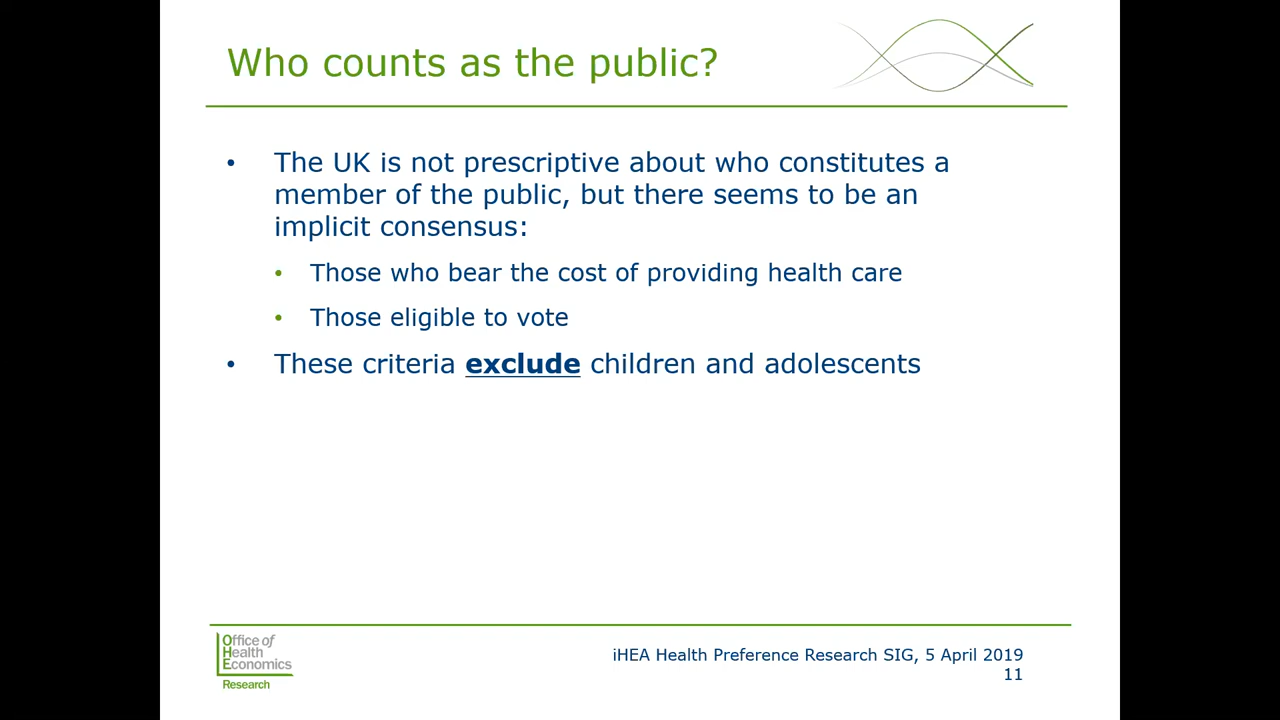 Who counts as the public?
• The UK is not prescriptive about who constitutes a
member of the public, but there seems to be an
implicit consensus:
• Those who bear the cost of providing health care
• Those eligible to vote
• These criteria exclude children and adolescents
Office of
Health
Economics
Research
iHEA Health Preference Research SIG, 5 April 2019
11